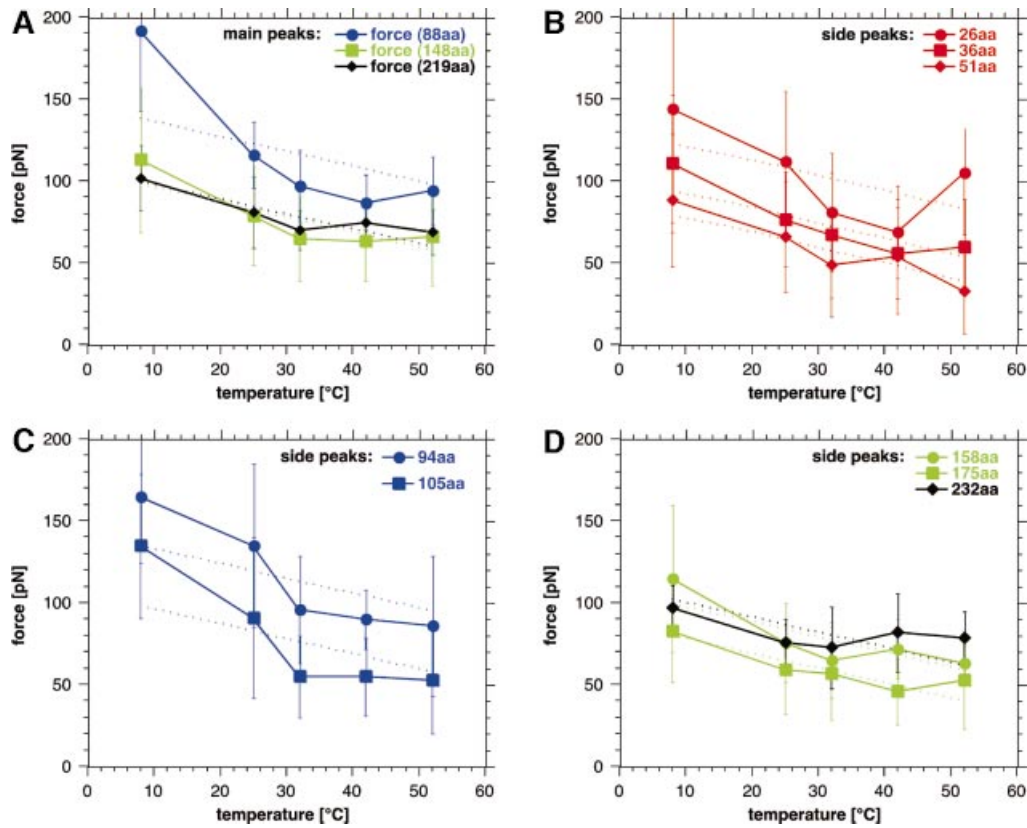 A
main peaks: force (88aa)
force (148aa)
force (219aa)
200
150
100
50
0
force [pN]
0 10 20 30 40 50 60
temperature [°C]
B
side peaks: 26aa
36aa
51aa
200
150
100
50
0
force [pN]
0 10 20 30 40 50 60
temperature [°C]
C
side peaks: 94aa
105aa
200
150
100
50
0
force [pN]
0 10 20 30 40 50 60
temperature [°C]
D
side peaks: 158aa
175aa
232aa
200
150
100
50
0
force [pN]
0 10 20 30 40 50 60
temperature [°C]